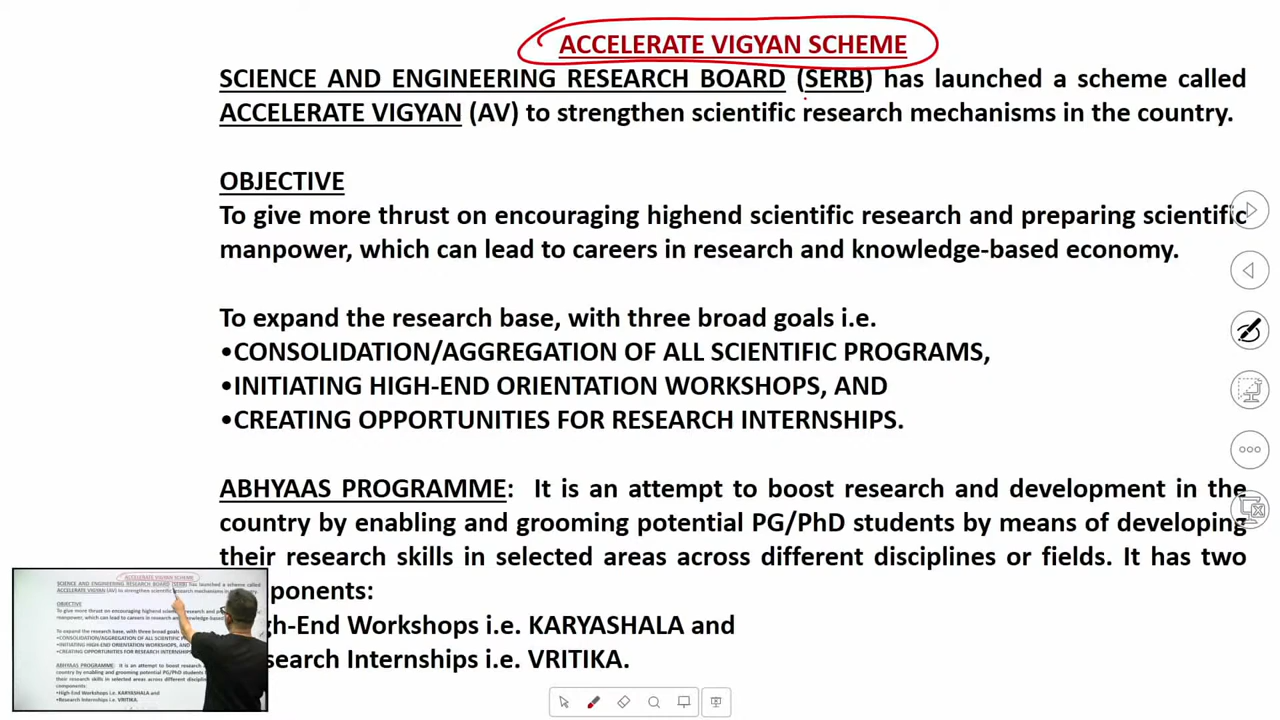 ACCELERATE VIGYAN SCHEME
SCIENCE AND ENGINEERING RESEARCH BOARD (SERB) has launched a scheme called
ACCELERATE VIGYAN (AV) to strengthen scientific research mechanisms in the country.
OBJECTIVE
To give more thrust on encouraging highend scientific research and preparing scientific
manpower, which can lead to careers in research and knowledge-based economy.
To expand the research base, with three broad goals i.e.
•CONSOLIDATION/AGGREGATION OF ALL SCIENTIFIC PROGRAMS,
•INITIATING HIGH-END ORIENTATION WORKSHOPS, AND
•CREATING OPPORTUNITIES FOR RESEARCH INTERNSHIPS.
ABHYAAS PROGRAMME: It is an attempt to boost research and development in the
country by enabling and grooming potential PG/PhD students by means of developing
their research skills in selected areas across different disciplines or fields. It has two
ponents:
gh-End Workshops i.e. KARYASHALA and
search Internships i.e. VRITIKA.